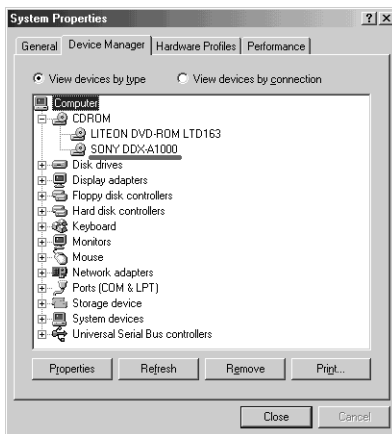 System Properties
? x
General Device Manager Hardware Profiles Performance
View devices by type View devices by connection
Computer
CDROM
LITEON DVD-ROM LTD163
SONY DDX-A1000
Disk drives
Display adapters
Floppy disk controllers
Hard disk controllers
Keyboard
Monitors
Mouse
Network adapters
Ports (COM & LPT)
Storage device
System devices
Universal Serial Bus controllers
Properties Refresh Remove Print...
Close Cancel